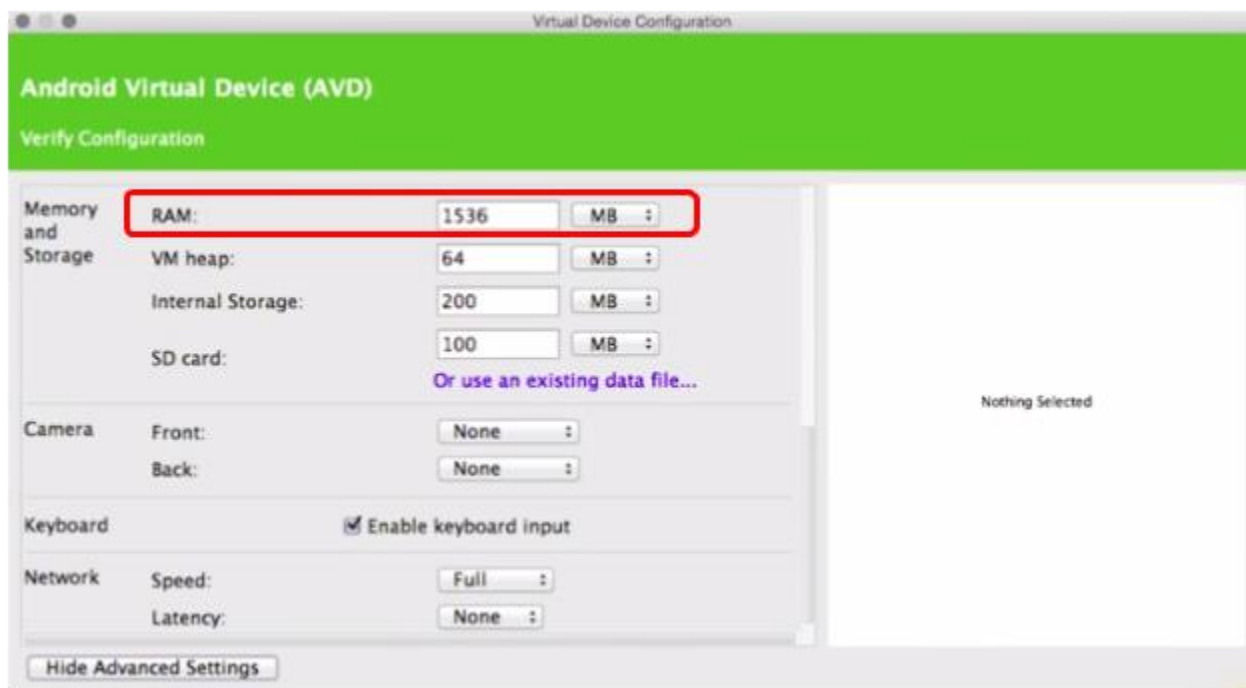 Virtual Device Configuration
Android Virtual Device (AVD)
Verify Configuration
Memory and Storage
RAM: 1536 MB
VM heap: 64 MB
Internal Storage: 200 MB
SD card: 100 MB
Or use an existing data file...
Camera Front: None
Back: None
Keyboard Enable keyboard input
Network Speed: Full
Latency: None
Nothing Selected
Hide Advanced Settings